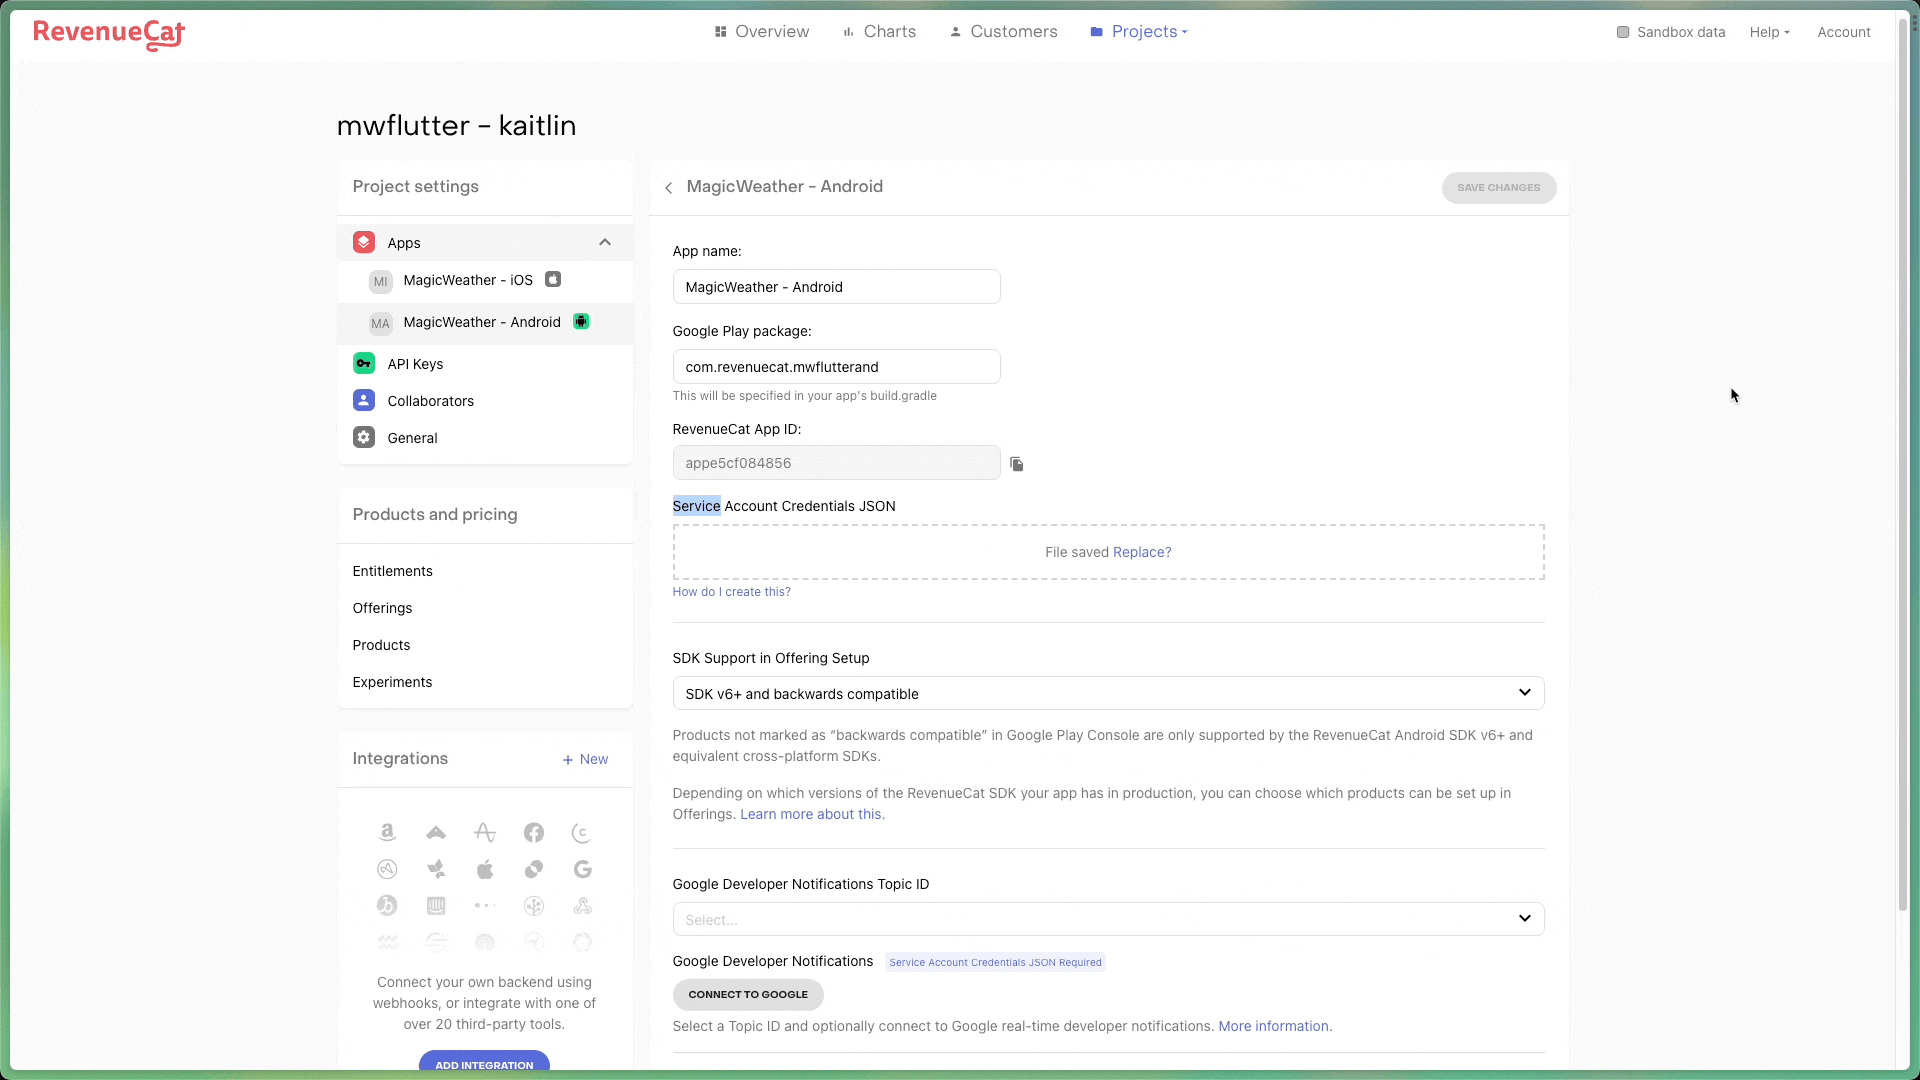 RevenueCat
Overview
Charts
Customers
Projects
Sandbox data
Help
Account
mwflutter – kaitlin
Project settings
Apps
MI
MagicWeather - iOS
MA
MagicWeather - Android
API Keys
Collaborators
General
Products and pricing
Entitlements
Offerings
Products
Experiments
Integrations
+ New
Connect your own backend using
webhooks, or integrate with one of
over 20 third-party tools.
ADD INTEGRATION
MagicWeather - Android
SAVE CHANGES
App name:
MagicWeather - Android
Google Play package:
com.revenuecat.mwflutterand
This will be specified in your app's build.gradle
RevenueCat App ID:
appe5cf084856
Service Account Credentials JSON
File saved Replace?
How do I create this?
SDK Support in Offering Setup
SDK v6+ and backwards compatible
Products not marked as “backwards compatible” in Google Play Console are only supported by the RevenueCat Android SDK v6+ and
equivalent cross-platform SDKs.
Depending on which versions of the RevenueCat SDK your app has in production, you can choose which products can be set up in
Offerings. Learn more about this.
Google Developer Notifications Topic ID
Select...
Google Developer Notifications
Service Account Credentials JSON Required
CONNECT TO GOOGLE
Select a Topic ID and optionally connect to Google real-time developer notifications. More information.